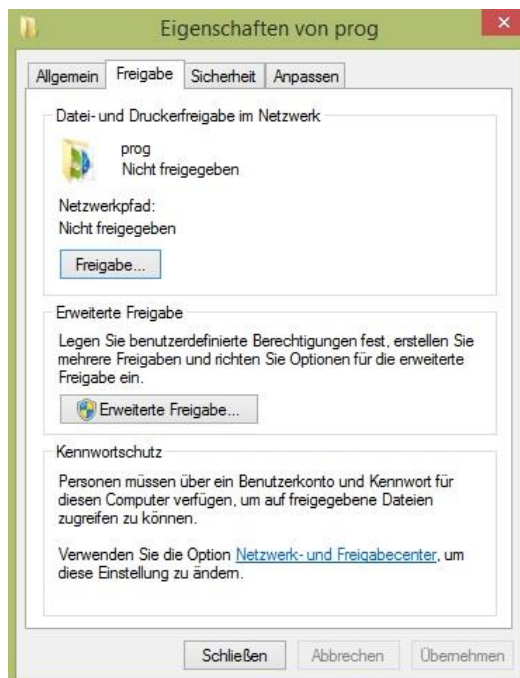 Eigenschaften von prog
Allgemein
Freigabe
Sicherheit
Anpassen
Datei- und Druckerfreigabe im Netzwerk
prog
Nicht freigegeben
Netzwerkpfad:
Nicht freigegeben
Freigabe...
Erweiterte Freigabe
Legen Sie benutzerdefinierte Berechtigungen fest, erstellen Sie
mehrere Freigaben und richten Sie Optionen für die erweiterte
Freigabe ein.
Erweiterte Freigabe...
Kennwortschutz
Personen müssen über ein Benutzerkonto und Kennwort für
diesen Computer verfügen, um auf freigegebene Dateien
zugreifen zu können.
Verwenden Sie die Option Netzwerk- und Freigabecenter, um
diese Einstellung zu ändern.
Schließen
Abbrechen
Übernehmen